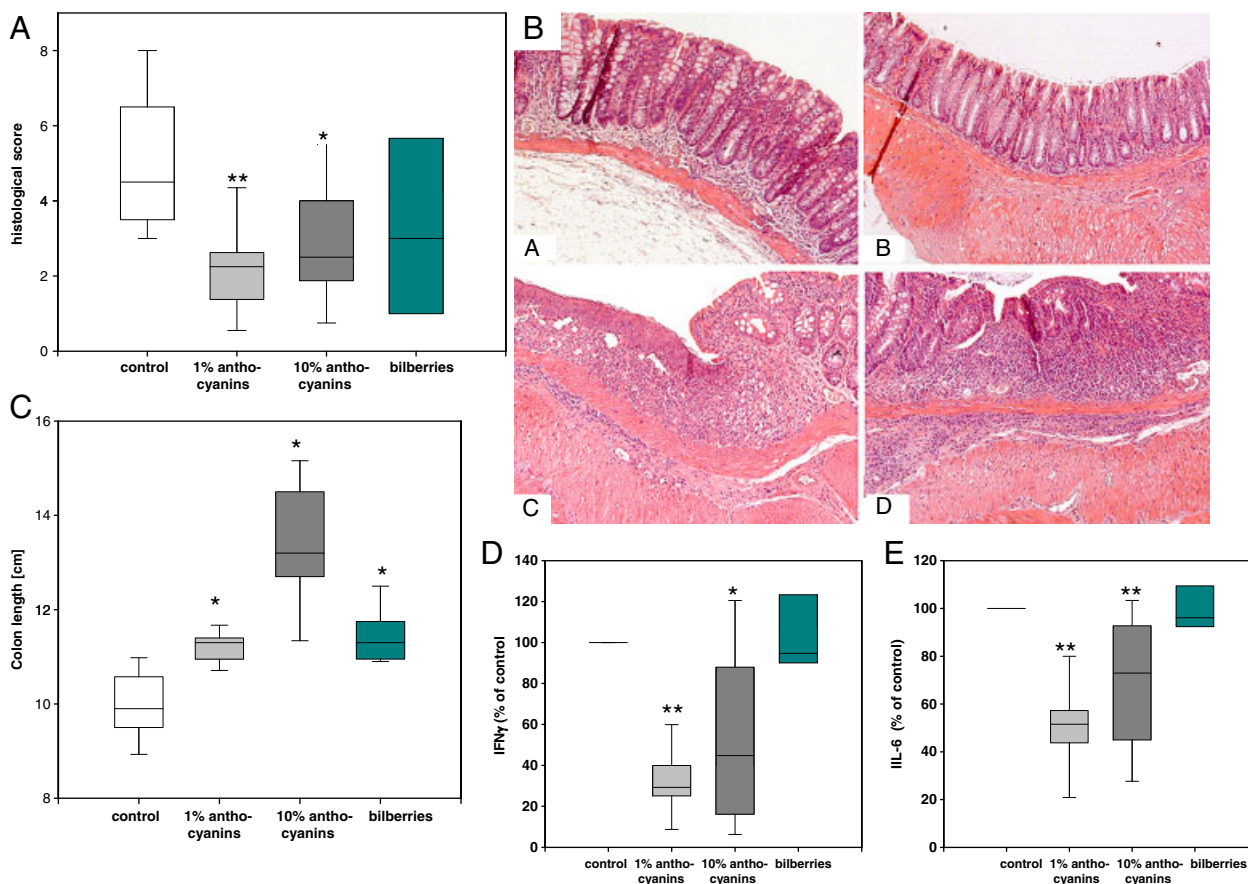 A
histological score
8
6
4
2
0
**
*
control
1% antho-
cyanins
10% antho-
cyanins
bilberries
B
A
B
C
D
C
Colon length [cm]
16
14
12
10
8
*
*
*
control
1% antho-
cyanins
10% antho-
cyanins
bilberries
D
IFNγ (% of control)
140
120
100
80
60
40
20
0
**
*
control
1% antho-
cyanins
10% antho-
cyanins
bilberries
E
IIL-6 (% of control)
120
100
80
60
40
20
0
**
**
control
1% antho-
cyanins
10% antho-
cyanins
bilberries